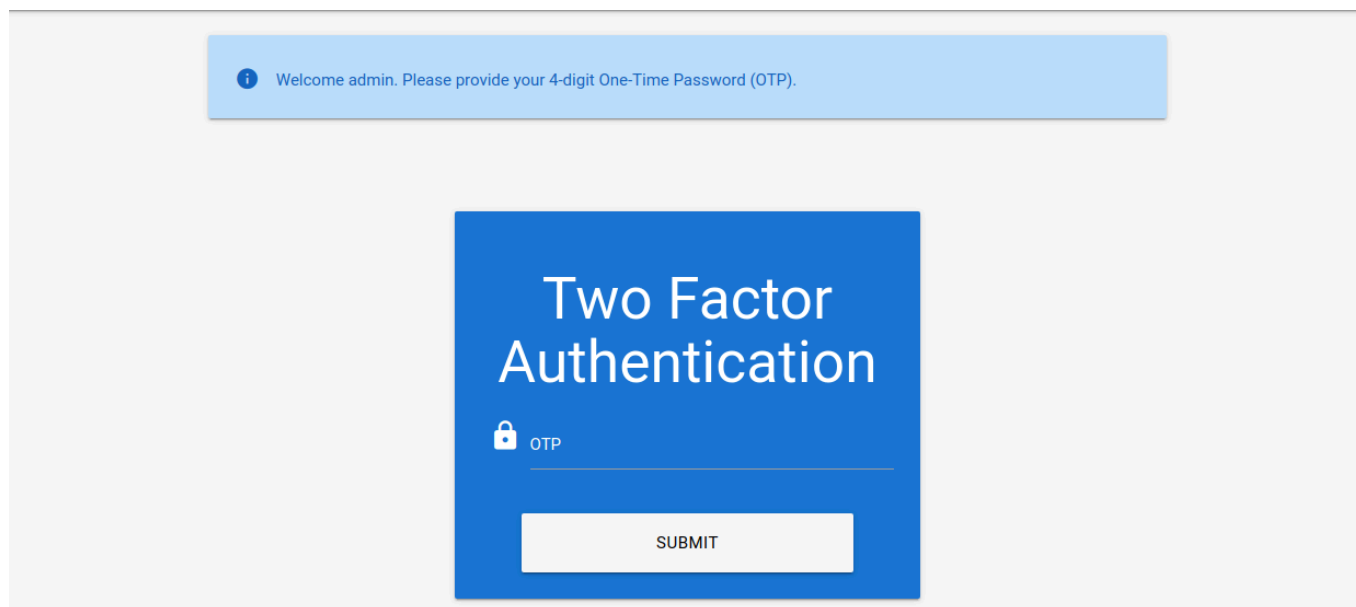 Welcome admin. Please provide your 4-digit One-Time Password (OTP).
Two Factor
Authentication
OTP
SUBMIT